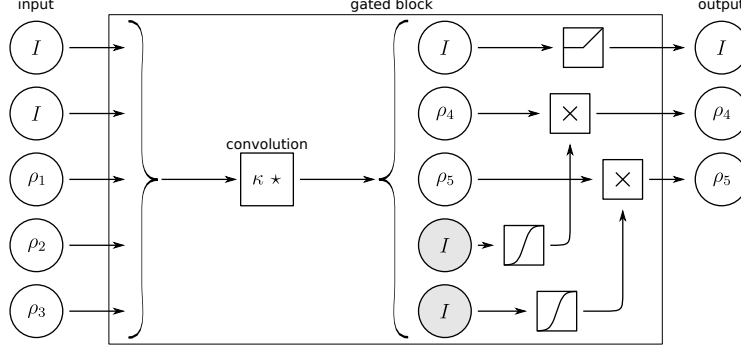 input gated block output
I I I
I ρ₄ × ρ₄
convolution
ρ₁ κ ⋆ ρ₅ × ρ₅
ρ₂ I
ρ₃ I